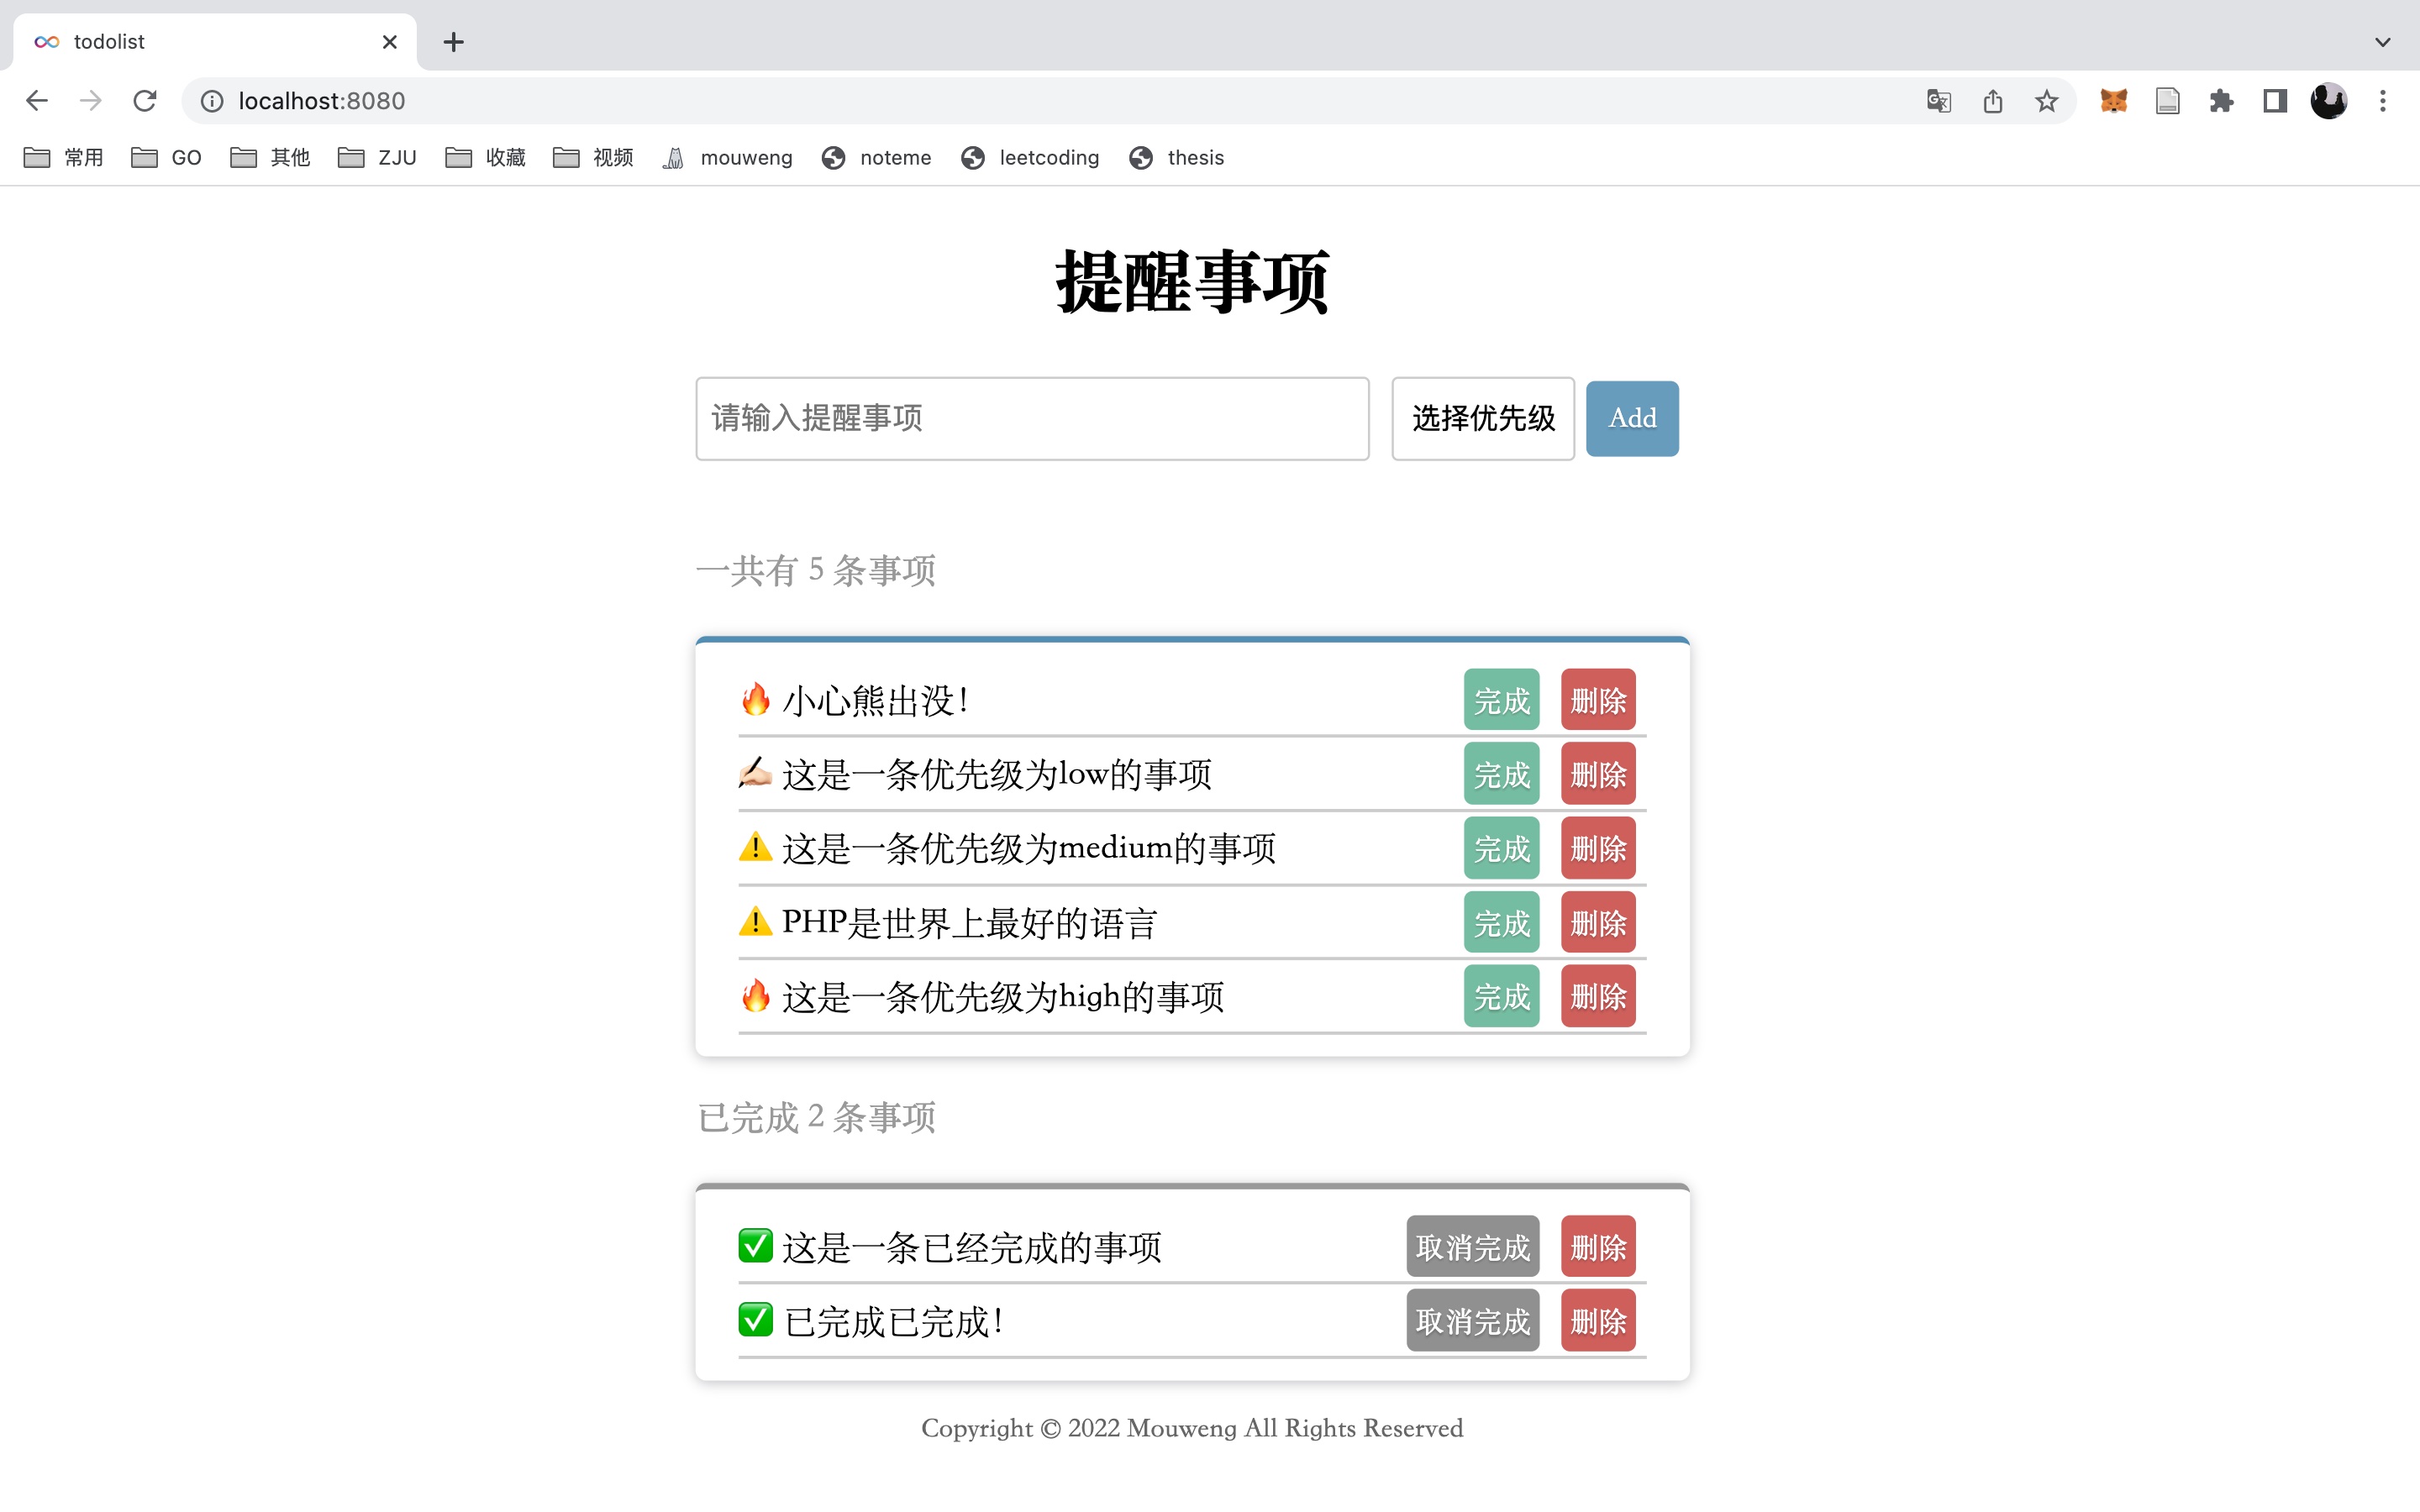 todolist
localhost:8080
常用 GO 其他 ZJU 收藏 视频 mouweng noteme leetcoding thesis
提醒事项
请输入提醒事项 选择优先级 Add
一共有 5 条事项
🔥 小心熊出没！ 完成 删除
✍🏻 这是一条优先级为low的事项 完成 删除
⚠️ 这是一条优先级为medium的事项 完成 删除
⚠️ PHP是世界上最好的语言 完成 删除
🔥 这是一条优先级为high的事项 完成 删除
已完成 2 条事项
✅ 这是一条已经完成的事项 取消完成 删除
✅ 已完成已完成！ 取消完成 删除
Copyright © 2022 Mouweng All Rights Reserved